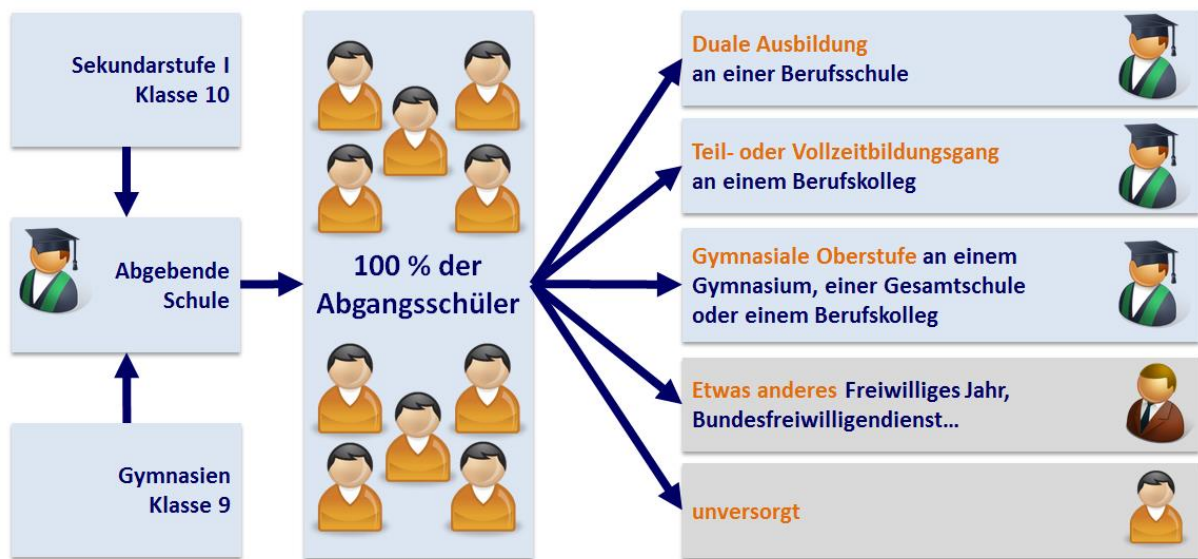 Sekundarstufe I
Klasse 10
Abgebende
Schule
Gymnasien
Klasse 9
100 % der
Abgangsschüler
Duale Ausbildung
an einer Berufsschule
Teil- oder Vollzeitbildungsgang
an einem Berufskolleg
Gymnasiale Oberstufe an einem
Gymnasium, einer Gesamtschule
oder einem Berufskolleg
Etwas anderes Freiwilliges Jahr,
Bundesfreiwilligendienst…
unversorgt